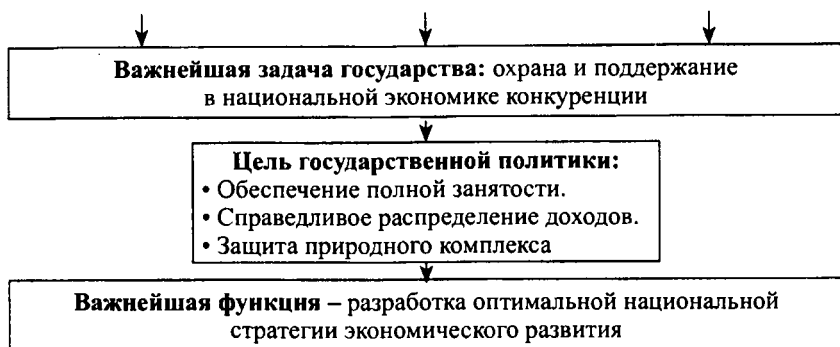 Важнейшая задача государства: охрана и поддержание
в национальной экономике конкуренции
Цель государственной политики:
• Обеспечение полной занятости.
• Справедливое распределение доходов.
• Защита природного комплекса
Важнейшая функция – разработка оптимальной национальной
стратегии экономического развития